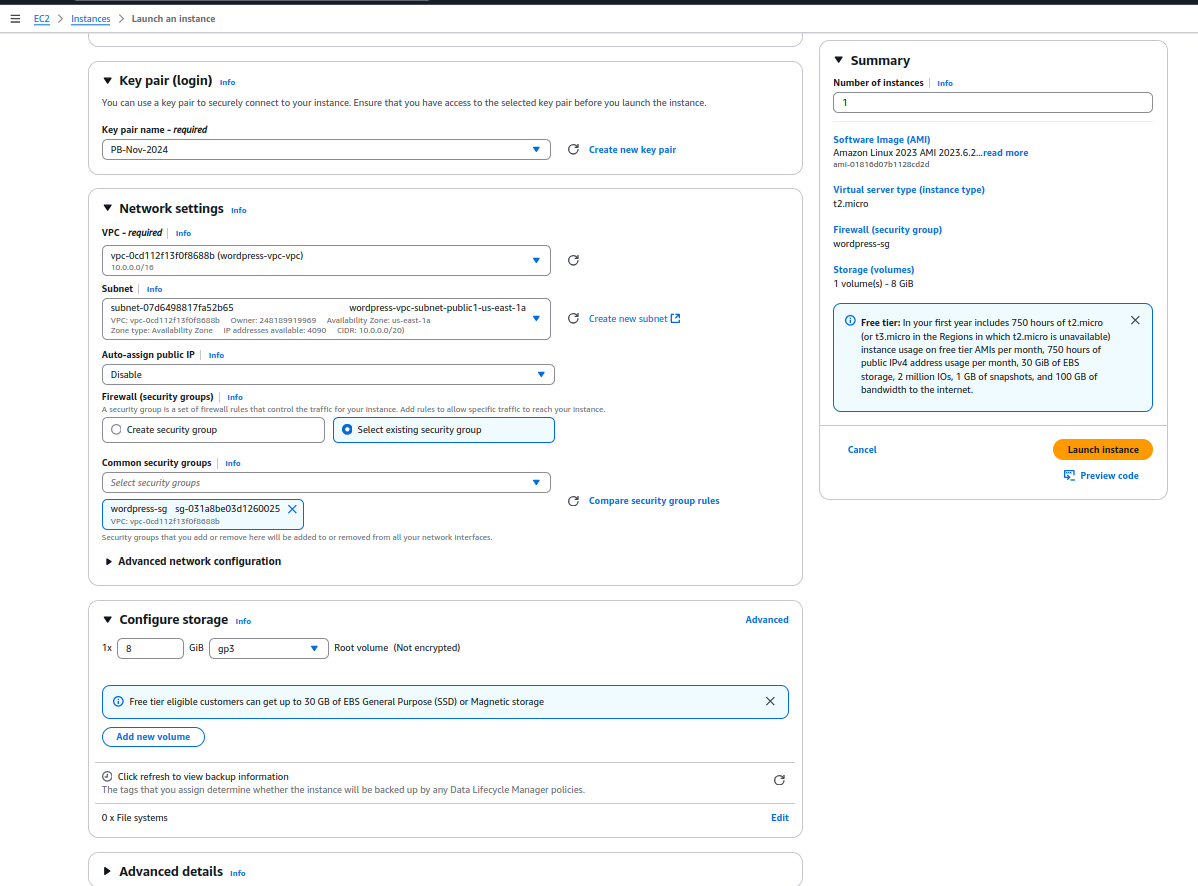 EC2 > Instances > Launch an instance
Key pair (login) Info
You can use a key pair to securely connect to your instance. Ensure that you have access to the selected key pair before you launch the instance.
Key pair name - required
PB-Nov-2024
Create new key pair
Network settings Info
VPC - required Info
vpc-0cd112f13f0f8688b (wordpress-vpc-vpc)
10.0.0.0/16
Subnet Info
subnet-07d6498817fa52b65 wordpress-vpc-subnet-public1-us-east-1a
VPC: vpc-0cd112f13f0f8688b Owner: 248189919969 Availability Zone: us-east-1a
Zone type: Availability Zone IP addresses available: 4090 CIDR: 10.0.0.0/20)
Create new subnet
Auto-assign public IP Info
Disable
Firewall (security groups) Info
A security group is a set of firewall rules that control the traffic for your instance. Add rules to allow specific traffic to reach your instance.
Create security group
Select existing security group
Common security groups Info
Select security groups
wordpress-sg sg-031a8be03d1260025
VPC: vpc-0cd112f13f0f8688b
Compare security group rules
Security groups that you add or remove here will be added to or removed from all your network interfaces.
Advanced network configuration
Configure storage Info
Advanced
1x 8 GiB gp3 Root volume (Not encrypted)
Free tier eligible customers can get up to 30 GB of EBS General Purpose (SSD) or Magnetic storage
Add new volume
Click refresh to view backup information
The tags that you assign determine whether the instance will be backed up by any Data Lifecycle Manager policies.
0 x File systems
Edit
Advanced details Info
Summary
Number of instances Info
1
Software Image (AMI)
Amazon Linux 2023 AMI 2023.6.2...read more
ami-01816d07b1128cd2d
Virtual server type (instance type)
t2.micro
Firewall (security group)
wordpress-sg
Storage (volumes)
1 volume(s) - 8 GiB
Free tier: In your first year includes 750 hours of t2.micro
(or t3.micro in the Regions in which t2.micro is unavailable)
instance usage on free tier AMIs per month, 750 hours of
public IPv4 address usage per month, 30 GiB of EBS
storage, 2 million IOs, 1 GB of snapshots, and 100 GB of
bandwidth to the internet.
Cancel
Launch instance
Preview code